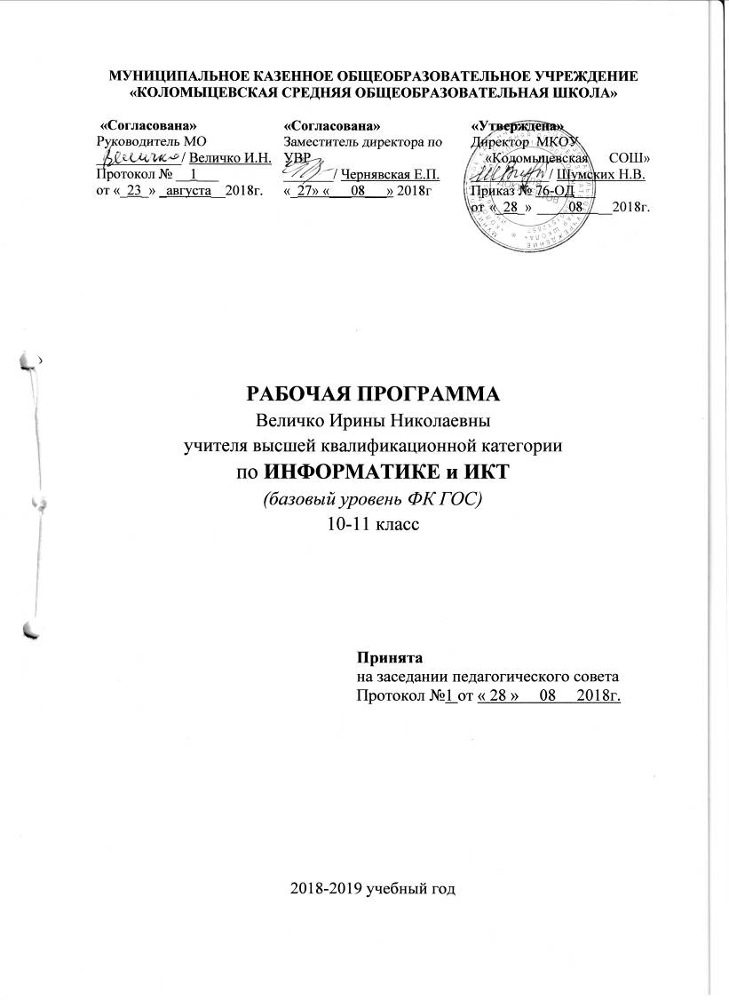 МУНИЦИПАЛЬНОЕ КАЗЕННОЕ ОБЩЕОБРАЗОВАТЕЛЬНОЕ УЧРЕЖДЕНИЕ
«КОЛОМЫЦЕВСКАЯ СРЕДНЯЯ ОБЩЕОБРАЗОВАТЕЛЬНАЯ ШКОЛА»
«Согласована»
Руководитель МО
Величко / Величко И.Н.
Протокол № 1
от « 23 » августа 2018г.
«Согласована»
Заместитель директора по
УВР
/ Чернявская Е.П.
« 27» « 08 » 2018г
«Утверждена»
Директор МКОУ
«Коломыцевская СОШ»
/ Шумских Н.В.
Приказ № 76-ОД
от « 28 » 08 2018г.
РАБОЧАЯ ПРОГРАММА
Величко Ирины Николаевны
учителя высшей квалификационной категории
по ИНФОРМАТИКЕ и ИКТ
(базовый уровень ФК ГОС)
10-11 класс
Принята
на заседании педагогического совета
Протокол №1 от « 28 » 08 2018г.
2018-2019 учебный год